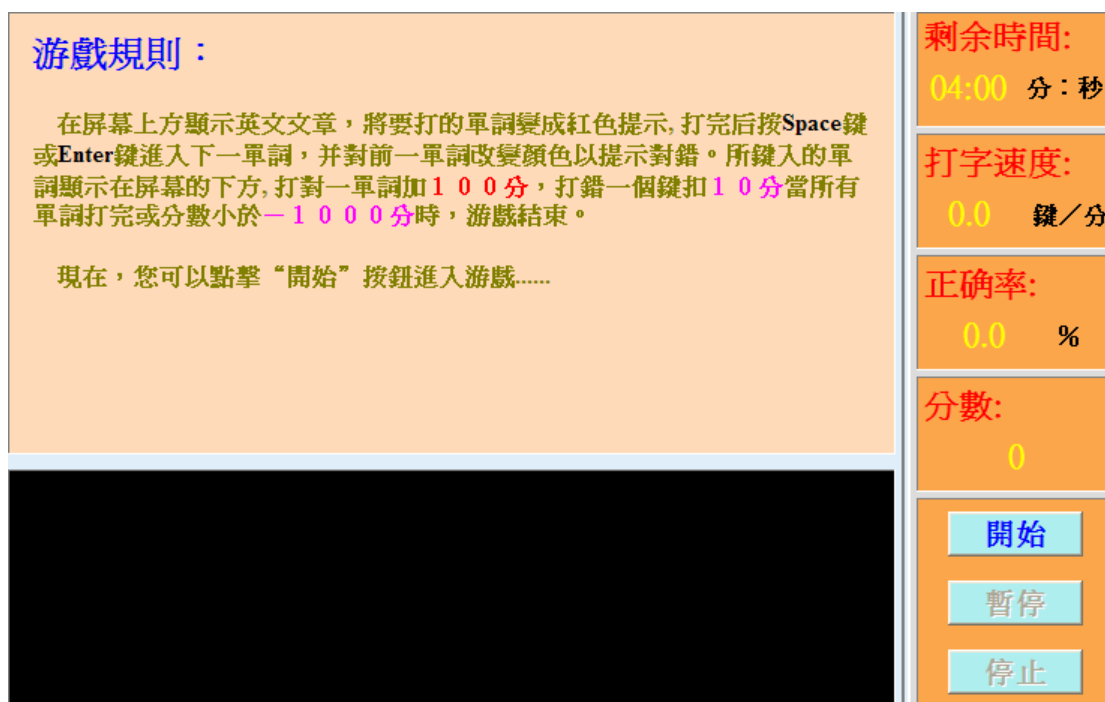 游戲規則：
在屏幕上方顯示英文文章，將要打的單詞變成紅色提示, 打完后按Space鍵
或Enter鍵進入下一單詞，并對前一單詞改變顏色以提示對錯。所鍵入的單
詞顯示在屏幕的下方, 打對一單詞加１００分，打錯一個鍵扣１０分當所有
單詞打完或分數小於－１０００分時，游戲結束。
現在，您可以點擊“開始”按鈕進入游戲......
剩余時間:
04:00 分：秒
打字速度:
0.0 鍵／分
正确率:
0.0 %
分數:
0
開始
暫停
停止